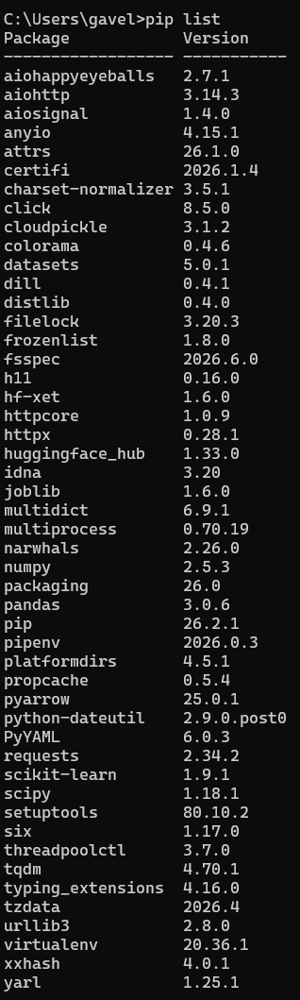 C:\Users\gavel>pip list
Package            Version
------------------ -----------
aiohappyeyeballs   2.7.1
aiohttp            3.14.3
aiosignal          1.4.0
anyio              4.15.1
attrs              26.1.0
certifi            2026.1.4
charset-normalizer 3.5.1
click              8.5.0
cloudpickle        3.1.2
colorama           0.4.6
datasets           5.0.1
dill               0.4.1
distlib            0.4.0
filelock           3.20.3
frozenlist         1.8.0
fsspec             2026.6.0
h11                0.16.0
hf-xet             1.6.0
httpcore           1.0.9
httpx              0.28.1
huggingface_hub    1.33.0
idna               3.20
joblib             1.6.0
multidict          6.9.1
multiprocess       0.70.19
narwhals           2.26.0
numpy              2.5.3
packaging          26.0
pandas             3.0.6
pip                26.2.1
pipenv             2026.0.3
platformdirs       4.5.1
propcache          0.5.4
pyarrow            25.0.1
python-dateutil    2.9.0.post0
PyYAML             6.0.3
requests           2.34.2
scikit-learn       1.9.1
scipy              1.18.1
setuptools         80.10.2
six                1.17.0
threadpoolctl      3.7.0
tqdm               4.70.1
typing_extensions  4.16.0
tzdata             2026.4
urllib3            2.8.0
virtualenv         20.36.1
xxhash             4.0.1
yarl               1.25.1